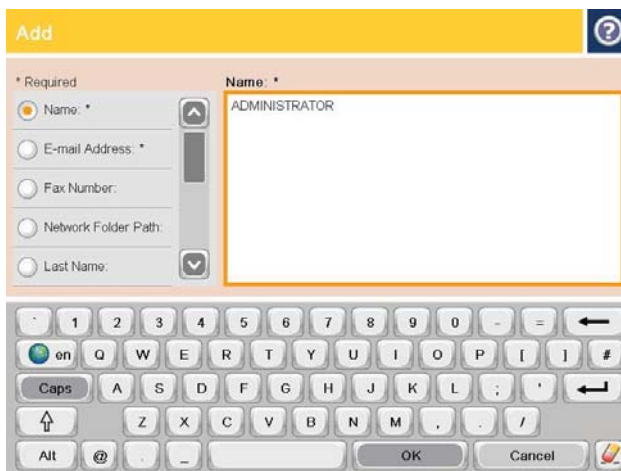 Add
* Required
Name: *
E-mail Address: *
Fax Number:
Network Folder Path:
Last Name:
Name: *
ADMINISTRATOR
` 1 2 3 4 5 6 7 8 9 0 - =
en Q W E R T Y U I O P [ ] #
Caps A S D F G H J K L ; '
Z X C V B N M , . /
Alt @ . _ OK Cancel